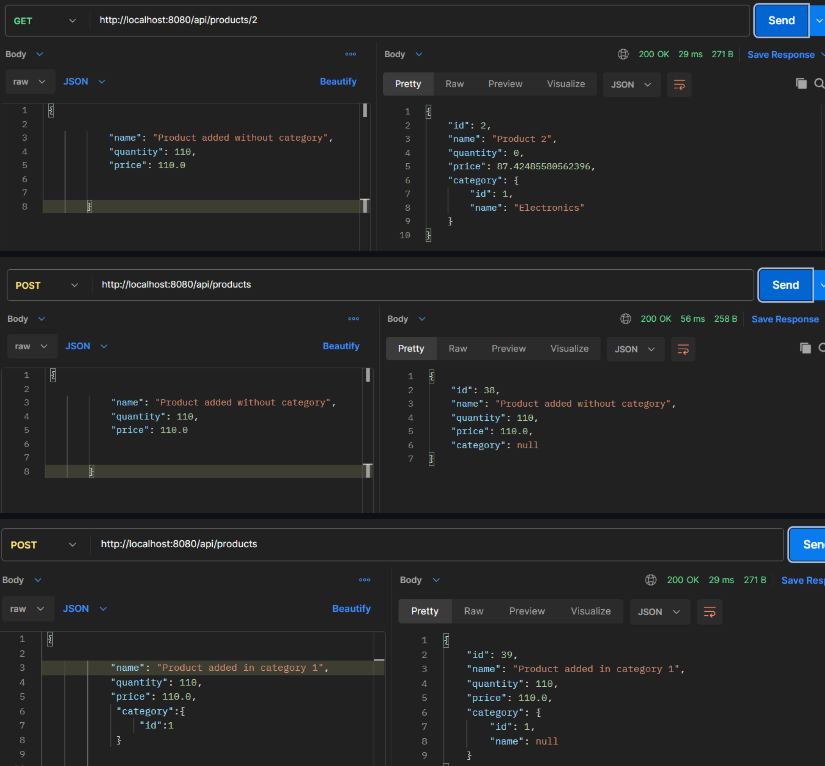 GET http://localhost:8080/api/products/2 Send
Body Body 200 OK 29 ms 271 B Save Response
raw JSON Beautify Pretty Raw Preview Visualize JSON
1 {
2
3 "name": "Product added without category",
4 "quantity": 110,
5 "price": 110.0
6
7
8 }
1 {
2 "id": 2,
3 "name": "Product 2",
4 "quantity": 0,
5 "price": 87.42485580562396,
6 "category": {
7 "id": 1,
8 "name": "Electronics"
9 }
10 }
POST http://localhost:8080/api/products Send
Body Body 200 OK 56 ms 258 B Save Response
raw JSON Beautify Pretty Raw Preview Visualize JSON
1 {
2
3 "name": "Product added without category",
4 "quantity": 110,
5 "price": 110.0
6
7
8 }
1 {
2 "id": 38,
3 "name": "Product added without category",
4 "quantity": 110,
5 "price": 110.0,
6 "category": null
7 }
POST http://localhost:8080/api/products Sen
Body Body 200 OK 29 ms 271 B Save Res
raw JSON Beautify Pretty Raw Preview Visualize JSON
1 {
2
3 "name": "Product added in category 1",
4 "quantity": 110,
5 "price": 110.0,
6 "category":{
7 "id":1
8 }
9
1 {
2 "id": 39,
3 "name": "Product added in category 1",
4 "quantity": 110,
5 "price": 110.0,
6 "category": {
7 "id": 1,
8 "name": null
9 }